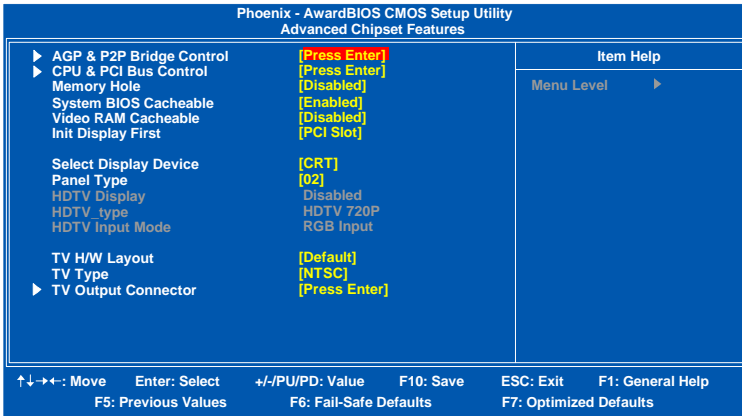 Phoenix - AwardBIOS CMOS Setup Utility
Advanced Chipset Features
AGP & P2P Bridge Control [Press Enter]
CPU & PCI Bus Control [Press Enter]
Memory Hole [Disabled]
System BIOS Cacheable [Enabled]
Video RAM Cacheable [Disabled]
Init Display First [PCI Slot]
Select Display Device [CRT]
Panel Type [02]
HDTV Display Disabled
HDTV_type HDTV 720P
HDTV Input Mode RGB Input
TV H/W Layout [Default]
TV Type [NTSC]
TV Output Connector [Press Enter]
Item Help
Menu Level
↑↓→←: Move Enter: Select +/-/PU/PD: Value F10: Save ESC: Exit F1: General Help
F5: Previous Values F6: Fail-Safe Defaults F7: Optimized Defaults